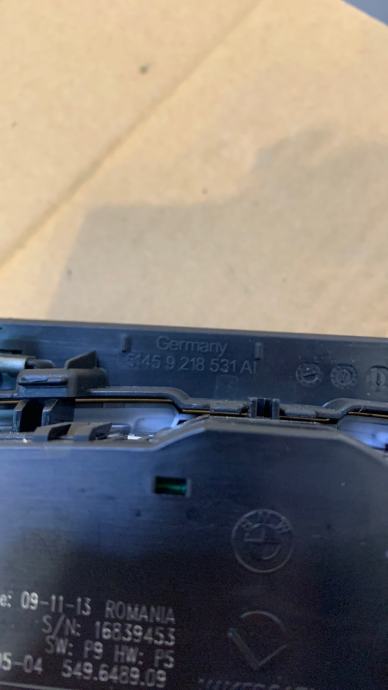 Germany
5145 9 218 531 AI
e: 09-11-13 ROMANIA
S/N: 16839453
SW: P9 HW: P5
05-04 549.6489.09